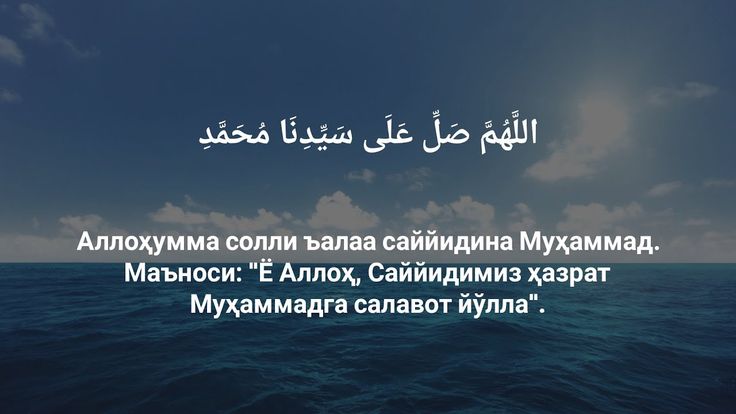 اللَّهُمَّ صَلِّ عَلَى سَيِّدِنَا مُحَمَّدِ
Аллоҳумма солли ъалаа саййидина Муҳаммад.
Маъноси: "Ё Аллоҳ, Саййидимиз ҳазрат
Муҳаммадга салавот йўлла".